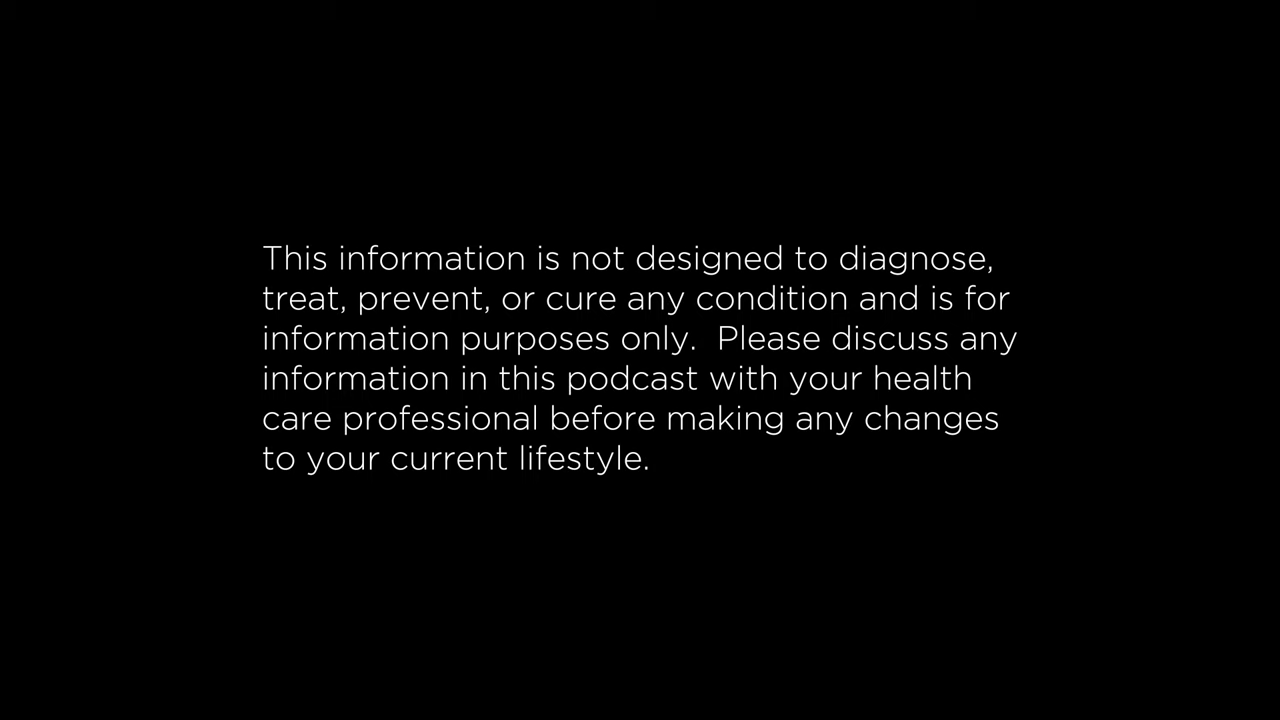 This information is not designed to diagnose,
treat, prevent, or cure any condition and is for
information purposes only.  Please discuss any
information in this podcast with your health
care professional before making any changes
to your current lifestyle.